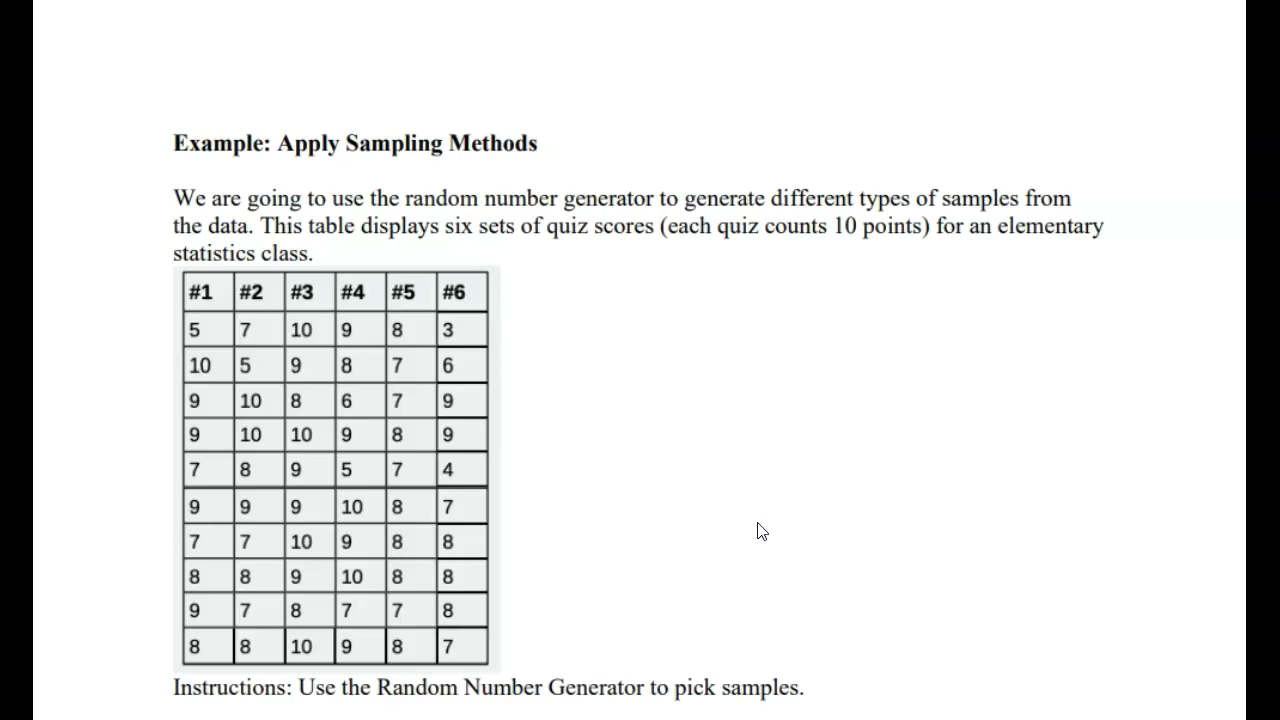 Example: Apply Sampling Methods
We are going to use the random number generator to generate different types of samples from
the data. This table displays six sets of quiz scores (each quiz counts 10 points) for an elementary
statistics class.
#1 #2 #3 #4 #5 #6
5 7 10 9 8 3
10 5 9 8 7 6
9 10 8 6 7 9
9 10 10 9 8 9
7 8 9 5 7 4
9 9 9 10 8 7
7 7 10 9 8 8
8 8 9 10 8 8
9 7 8 7 7 8
8 8 10 9 8 7
Instructions: Use the Random Number Generator to pick samples.